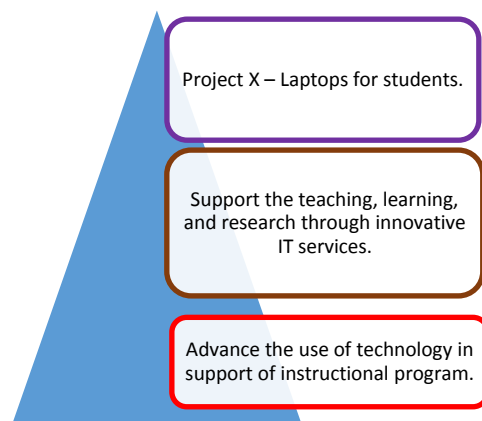 Project X – Laptops for students.
Support the teaching, learning,
and research through innovative
IT services.
Advance the use of technology in
support of instructional program.